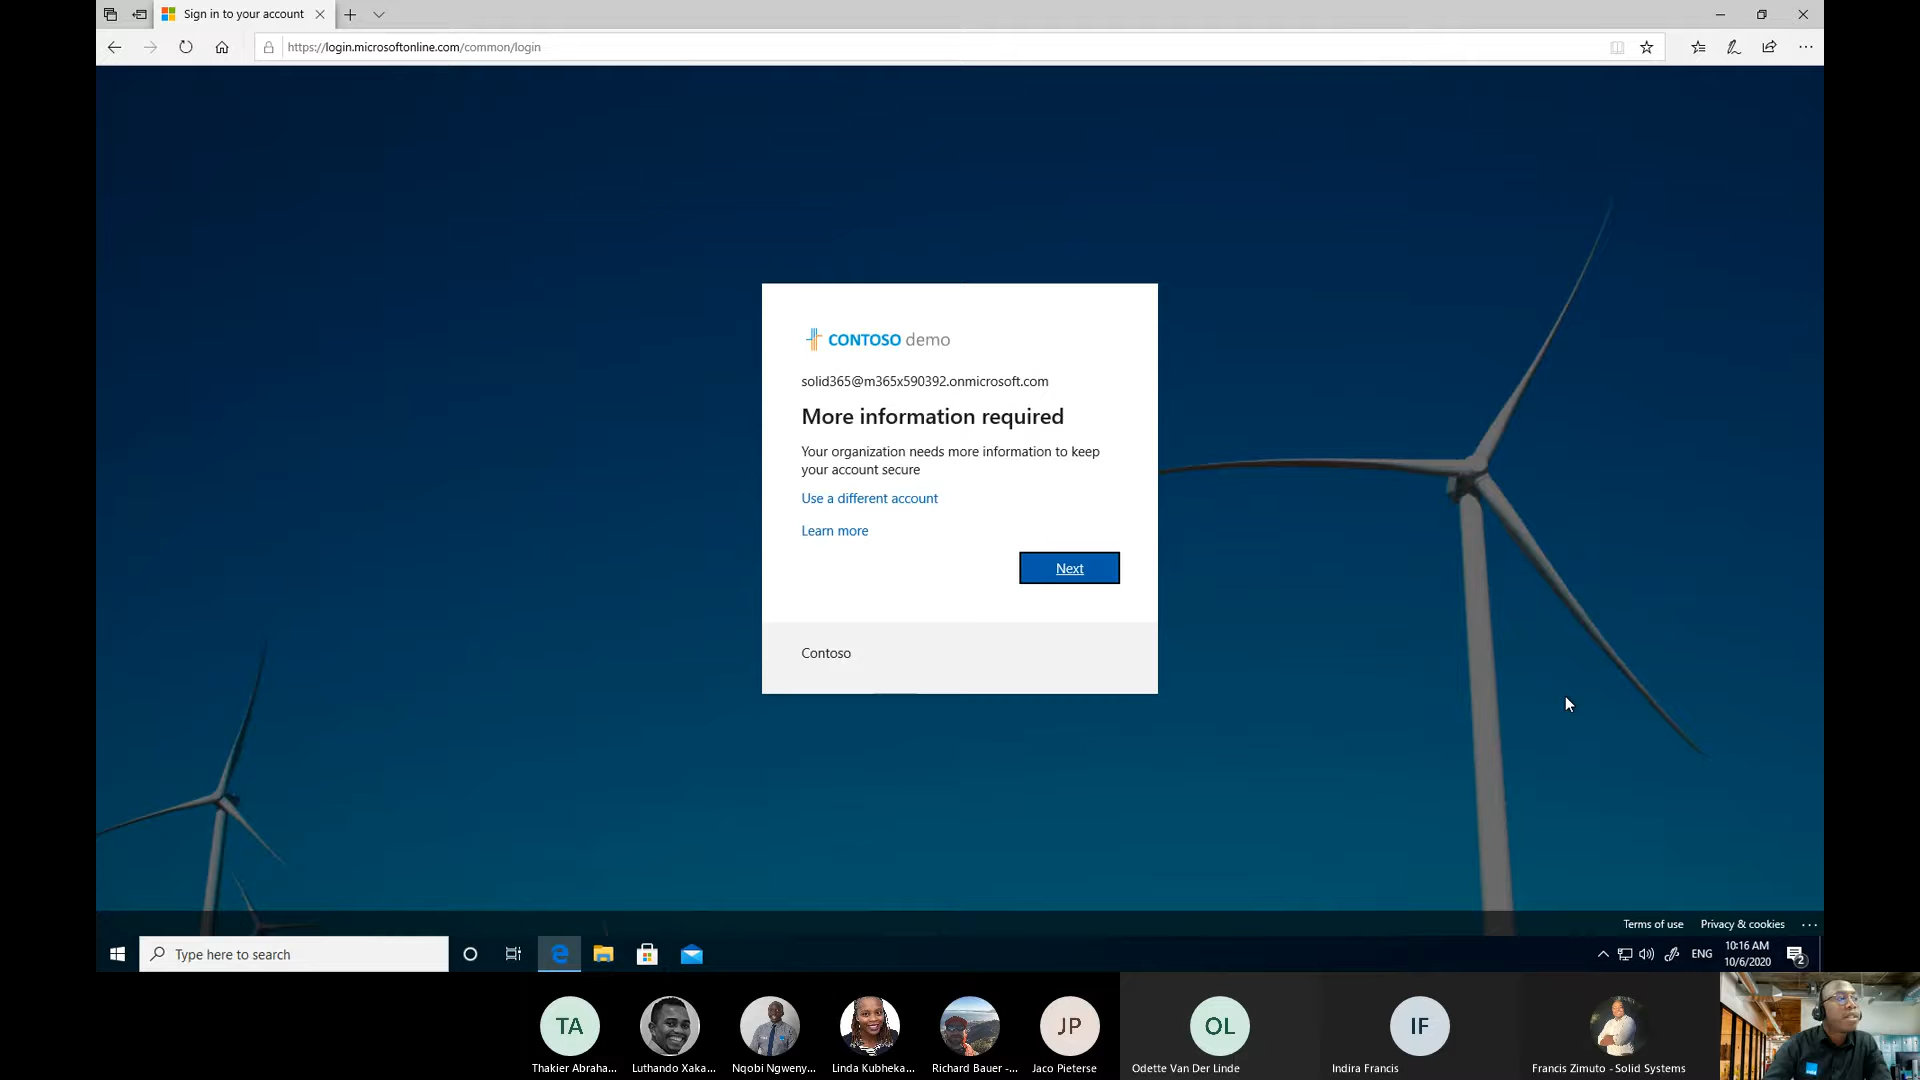 Sign in to your account
https://login.microsoftonline.com/common/login
CONTOSO demo
solid365@m365x590392.onmicrosoft.com
More information required
Your organization needs more information to keep
your account secure
Use a different account
Learn more
Next
Contoso
Terms of use
Privacy & cookies
Type here to search
ENG
10:16 AM
10/6/2020
2
TA
JP
OL
IF
Thakier Abraha...
Luthando Xaka...
Nqobi Ngweny...
Linda Kubheka...
Richard Bauer -...
Jaco Pieterse
Odette Van Der Linde
Indira Francis
Francis Zimuto - Solid Systems